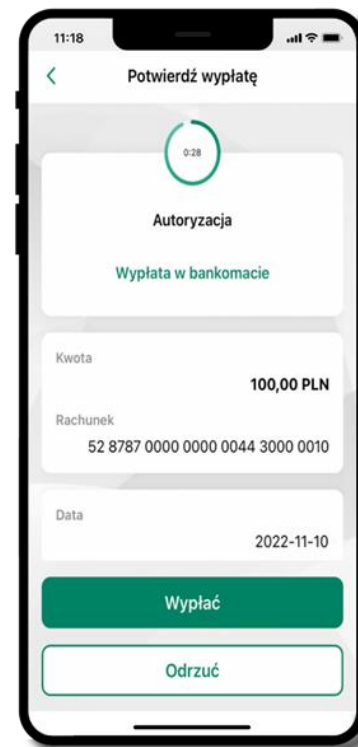 11:18
Potwierdź wypłatę
0:28
Autoryzacja
Wypłata w bankomacie
Kwota
100,00 PLN
Rachunek
52 8787 0000 0000 0044 3000 0010
Data
2022-11-10
Wypłać
Odrzuć